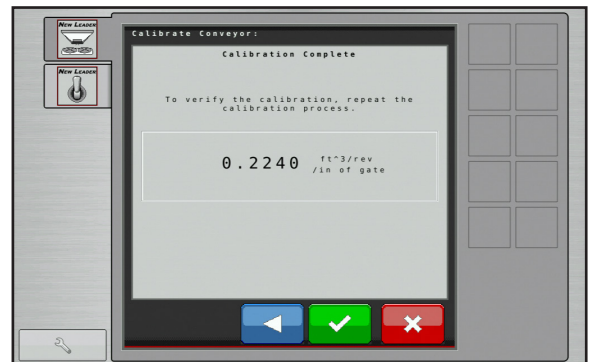 NEW LEADER
NEW LEADER
Calibrate Conveyor:
Calibration Complete
To verify the calibration, repeat the
calibration process.
0.2240 ft^3/rev
/in of gate